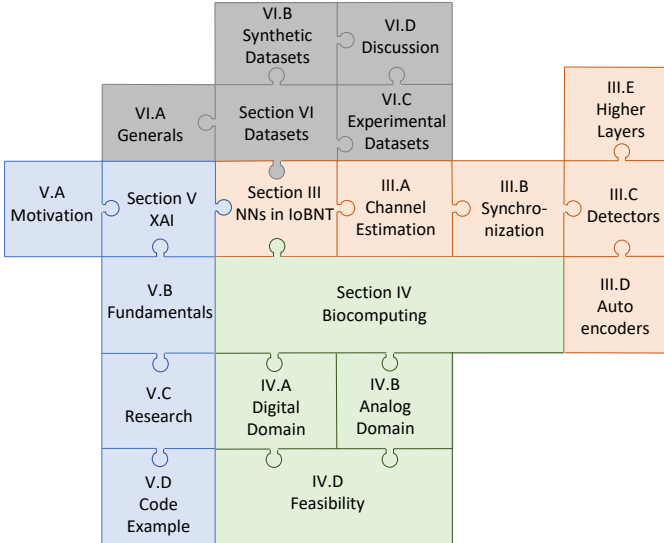 VI.B
Synthetic
Datasets
VI.D
Discussion
VI.A
Generals
Section VI
Datasets
VI.C
Experimental
Datasets
III.E
Higher
Layers
V.A
Motivation
Section V
XAI
Section III
NNs in IoBNT
III.A
Channel
Estimation
III.B
Synchro-
nization
III.C
Detectors
V.B
Fundamentals
Section IV
Biocomputing
III.D
Auto
encoders
V.C
Research
IV.A
Digital
Domain
IV.B
Analog
Domain
V.D
Code
Example
IV.D
Feasibility